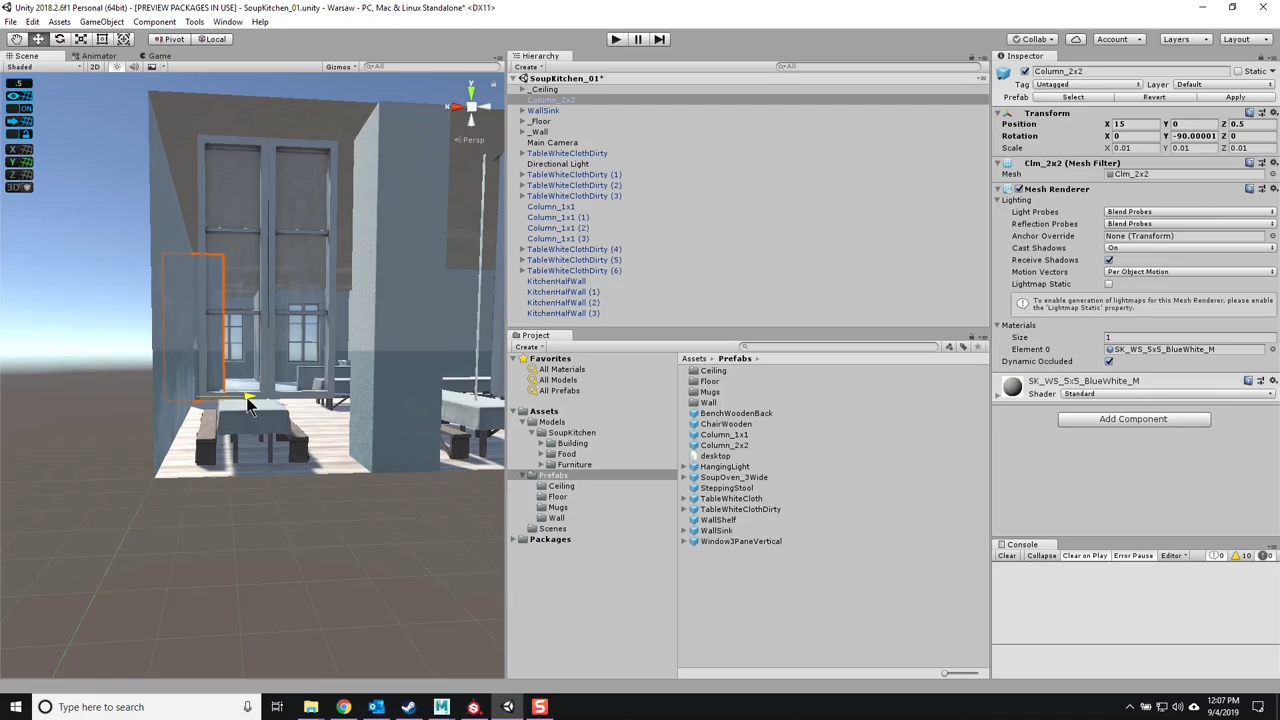 Unity 2018.2.6f1 Personal (64bit) - [PREVIEW PACKAGES IN USE] - SoupKitchen_01.unity - Warsaw - PC, Mac & Linux Standalone* <DX11>
File Edit Assets GameObject Component Tools Window Help
Pivot Local Collab Account Layers Layout
Scene Animator Game
Shaded 2D Gizmos All
.5
ON
X
Y
Z
3D
y
x
Persp
Hierarchy
Create All
SoupKitchen_01*
_Ceiling
Column_2x2
WallSink
_Floor
_Wall
Main Camera
TableWhiteClothDirty
Directional Light
TableWhiteClothDirty (1)
TableWhiteClothDirty (2)
TableWhiteClothDirty (3)
Column_1x1
Column_1x1 (1)
Column_1x1 (2)
Column_1x1 (3)
TableWhiteClothDirty (4)
TableWhiteClothDirty (5)
TableWhiteClothDirty (6)
KitchenHalfWall
KitchenHalfWall (1)
KitchenHalfWall (2)
KitchenHalfWall (3)
Project
Create
Favorites
All Materials
All Models
All Prefabs
Assets
Models
SoupKitchen
Building
Food
Furniture
Prefabs
Ceiling
Floor
Mugs
Wall
Scenes
Packages
Assets Prefabs
Ceiling
Floor
Mugs
Wall
BenchWoodenBack
ChairWooden
Column_1x1
Column_2x2
desktop
HangingLight
SoupOven_3Wide
SteppingStool
TableWhiteCloth
TableWhiteClothDirty
WallShelf
WallSink
Window3PaneVertical
Inspector
Column_2x2 Static
Tag Untagged Layer Default
Prefab Select Revert Apply
Transform
Position X 15 Y 0 Z 0.5
Rotation X 0 Y -90.00001 Z 0
Scale X 0.01 Y 0.01 Z 0.01
Clm_2x2 (Mesh Filter)
Mesh Clm_2x2
Mesh Renderer
Lighting
Light Probes Blend Probes
Reflection Probes Blend Probes
Anchor Override None (Transform)
Cast Shadows On
Receive Shadows
Motion Vectors Per Object Motion
Lightmap Static
To enable generation of lightmaps for this Mesh Renderer, please enable the 'Lightmap Static' property.
Materials
Size 1
Element 0 SK_WS_5x5_BlueWhite_M
Dynamic Occluded
SK_WS_5x5_BlueWhite_M
Shader Standard
Add Component
Console
Clear Collapse Clear on Play Error Pause Editor 0 10 0
Type here to search
12:07 PM
9/4/2019